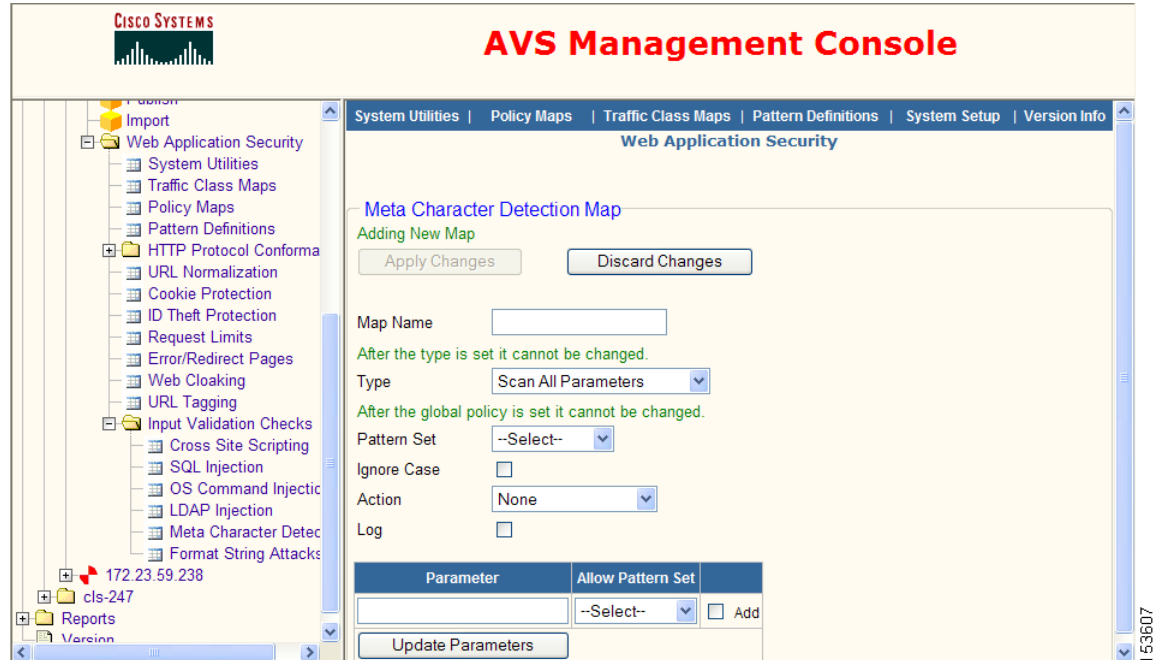 CISCO SYSTEMS
AVS Management Console
Publish
Import
Web Application Security
System Utilities
Traffic Class Maps
Policy Maps
Pattern Definitions
HTTP Protocol Conforma
URL Normalization
Cookie Protection
ID Theft Protection
Request Limits
Error/Redirect Pages
Web Cloaking
URL Tagging
Input Validation Checks
Cross Site Scripting
SQL Injection
OS Command Injectic
LDAP Injection
Meta Character Detec
Format String Attacks
172.23.59.238
cls-247
Reports
Version
System Utilities | Policy Maps | Traffic Class Maps | Pattern Definitions | System Setup | Version Info
Web Application Security
Meta Character Detection Map
Adding New Map
Apply Changes Discard Changes
Map Name
After the type is set it cannot be changed.
Type Scan All Parameters
After the global policy is set it cannot be changed.
Pattern Set --Select--
Ignore Case
Action None
Log
Parameter Allow Pattern Set
--Select-- Add
Update Parameters
153607